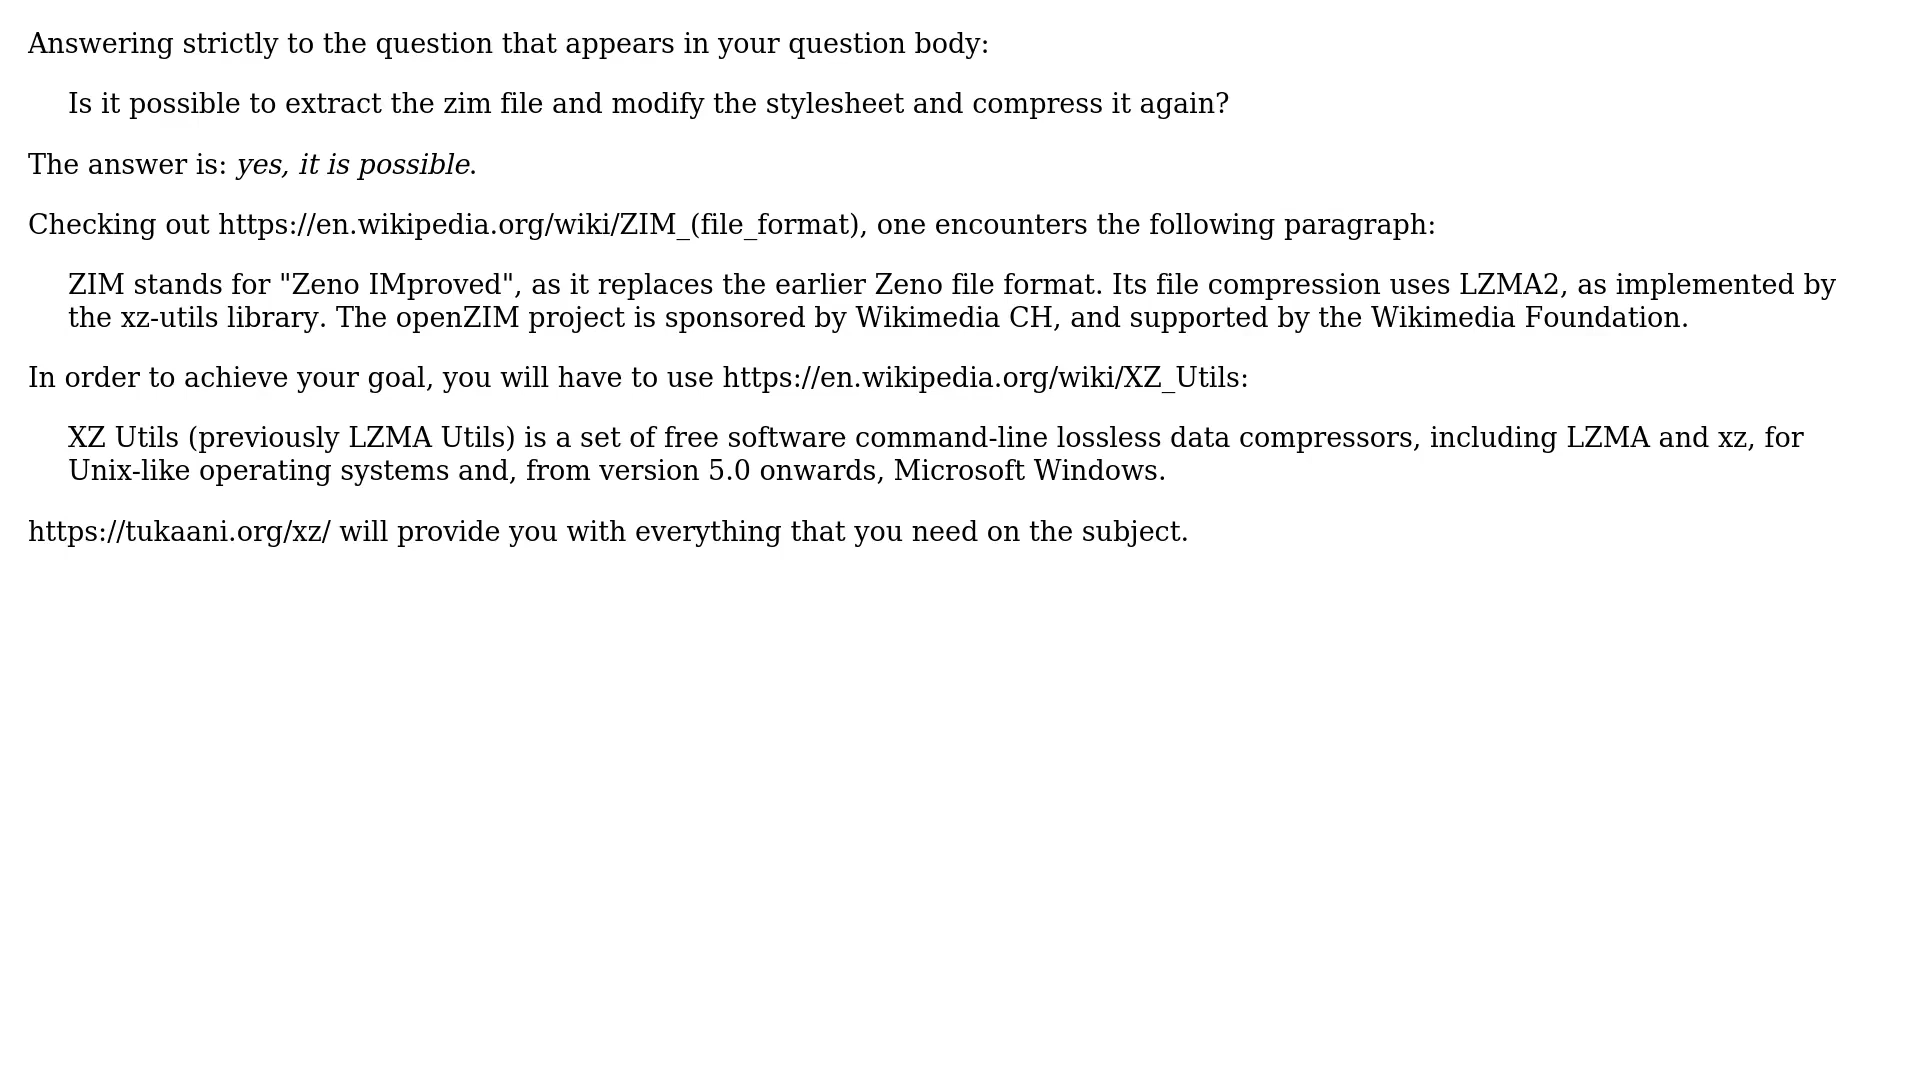 Answering strictly to the question that appears in your question body:
Is it possible to extract the zim file and modify the stylesheet and compress it again?
The answer is: yes, it is possible.
Checking out https://en.wikipedia.org/wiki/ZIM_(file_format), one encounters the following paragraph:
ZIM stands for "Zeno IMproved", as it replaces the earlier Zeno file format. Its file compression uses LZMA2, as implemented by
the xz-utils library. The openZIM project is sponsored by Wikimedia CH, and supported by the Wikimedia Foundation.
In order to achieve your goal, you will have to use https://en.wikipedia.org/wiki/XZ_Utils:
XZ Utils (previously LZMA Utils) is a set of free software command-line lossless data compressors, including LZMA and xz, for
Unix-like operating systems and, from version 5.0 onwards, Microsoft Windows.
https://tukaani.org/xz/ will provide you with everything that you need on the subject.